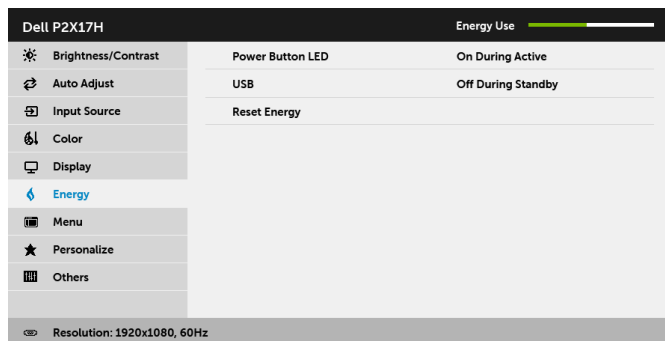 Dell P2X17H Energy Use
Brightness/Contrast Power Button LED On During Active
Auto Adjust USB Off During Standby
Input Source Reset Energy
Color
Display
Energy
Menu
Personalize
Others
Resolution: 1920x1080, 60Hz